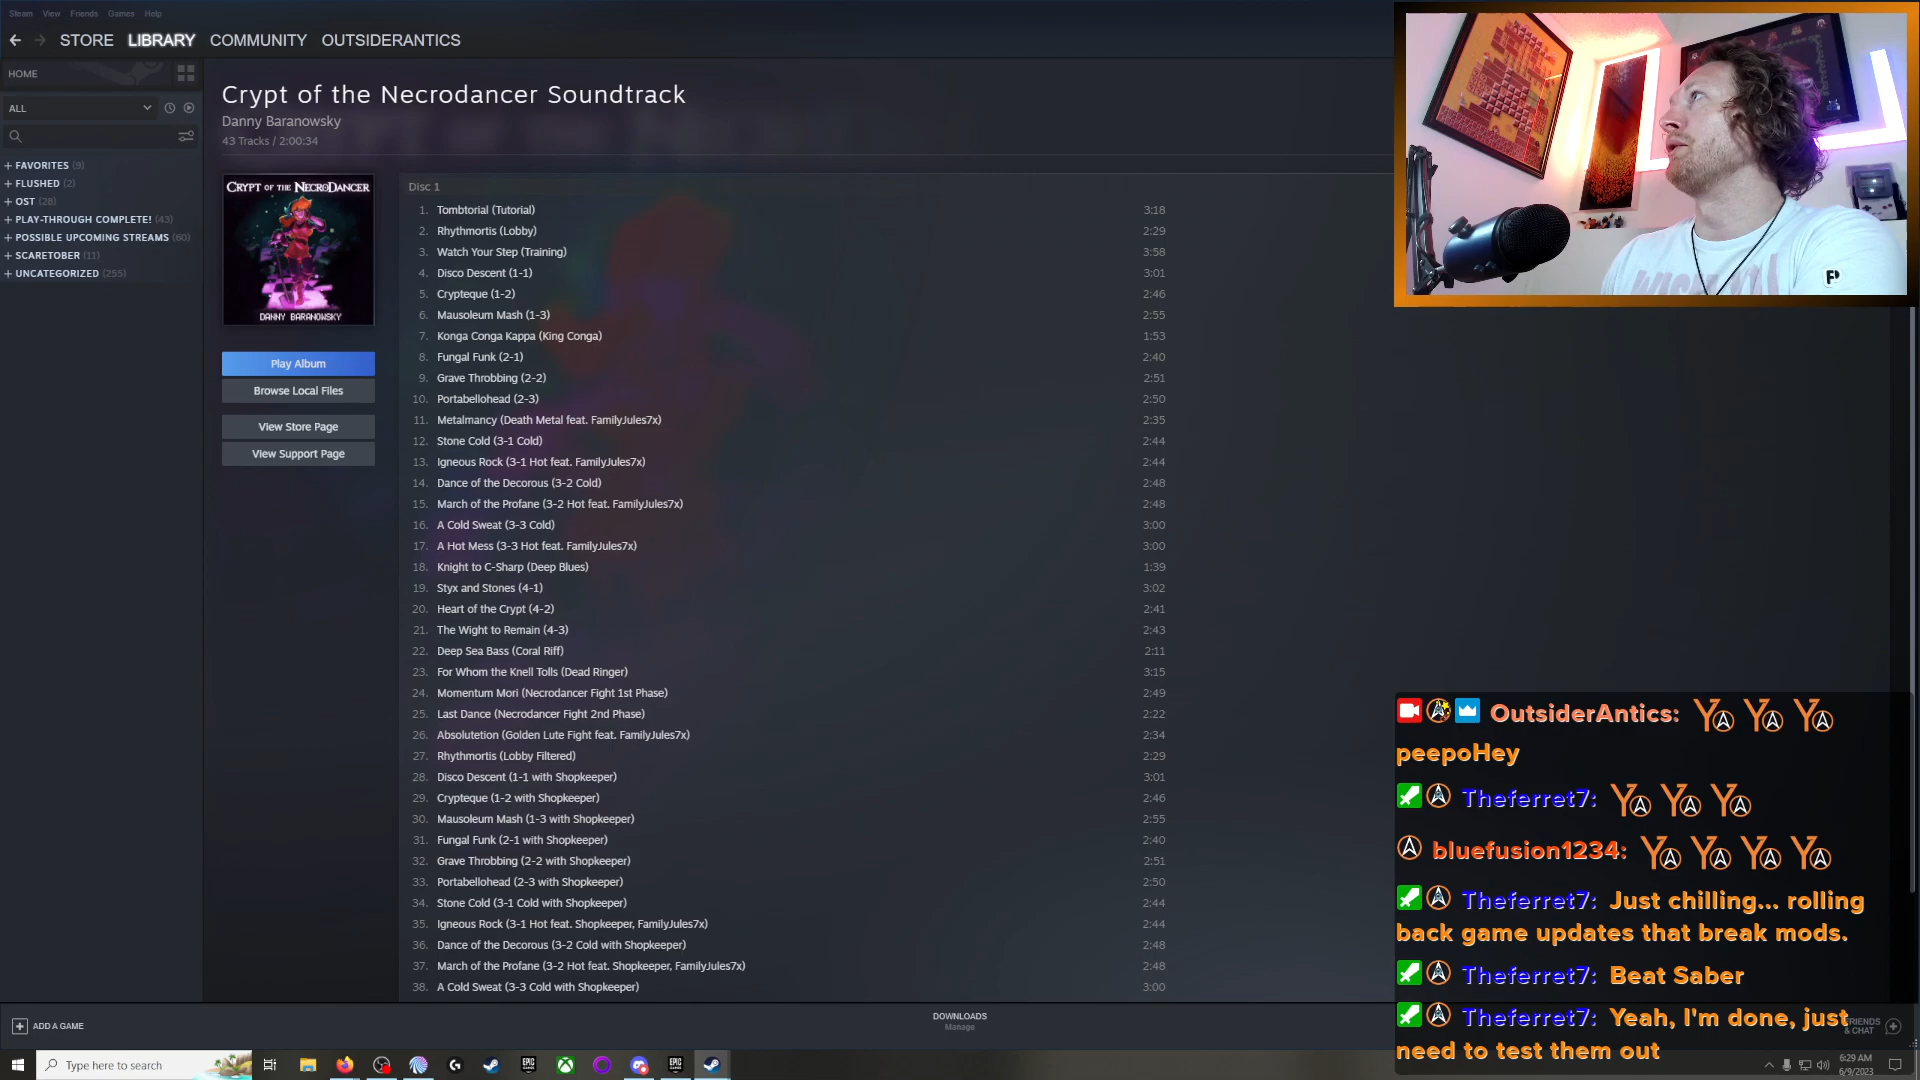 Steam View Friends Games Help
STORE LIBRARY COMMUNITY OUTSIDERANTICS
HOME
ALL
+ FAVORITES (9)
+ FLUSHED (2)
+ OST (28)
+ PLAY-THROUGH COMPLETE! (43)
+ POSSIBLE UPCOMING STREAMS (60)
+ SCARETOBER (11)
+ UNCATEGORIZED (255)
Crypt of the Necrodancer Soundtrack
Danny Baranowsky
43 Tracks / 2:00:34
CRYPT OF THE NECRODANCER
DANNY BARANOWSKY
Play Album
Browse Local Files
View Store Page
View Support Page
Disc 1
1. Tombtorial (Tutorial) 3:18
2. Rhythmortis (Lobby) 2:29
3. Watch Your Step (Training) 3:58
4. Disco Descent (1-1) 3:01
5. Crypteque (1-2) 2:46
6. Mausoleum Mash (1-3) 2:55
7. Konga Conga Kappa (King Conga) 1:53
8. Fungal Funk (2-1) 2:40
9. Grave Throbbing (2-2) 2:51
10. Portabellohead (2-3) 2:50
11. Metalmancy (Death Metal feat. FamilyJules7x) 2:35
12. Stone Cold (3-1 Cold) 2:44
13. Igneous Rock (3-1 Hot feat. FamilyJules7x) 2:44
14. Dance of the Decorous (3-2 Cold) 2:48
15. March of the Profane (3-2 Hot feat. FamilyJules7x) 2:48
16. A Cold Sweat (3-3 Cold) 3:00
17. A Hot Mess (3-3 Hot feat. FamilyJules7x) 3:00
18. Knight to C-Sharp (Deep Blues) 1:39
19. Styx and Stones (4-1) 3:02
20. Heart of the Crypt (4-2) 2:41
21. The Wight to Remain (4-3) 2:43
22. Deep Sea Bass (Coral Riff) 2:11
23. For Whom the Knell Tolls (Dead Ringer) 3:15
24. Momentum Mori (Necrodancer Fight 1st Phase) 2:49
25. Last Dance (Necrodancer Fight 2nd Phase) 2:22
26. Absolutetion (Golden Lute Fight feat. FamilyJules7x) 2:34
27. Rhythmortis (Lobby Filtered) 2:29
28. Disco Descent (1-1 with Shopkeeper) 3:01
29. Crypteque (1-2 with Shopkeeper) 2:46
30. Mausoleum Mash (1-3 with Shopkeeper) 2:55
31. Fungal Funk (2-1 with Shopkeeper) 2:40
32. Grave Throbbing (2-2 with Shopkeeper) 2:51
33. Portabellohead (2-3 with Shopkeeper) 2:50
34. Stone Cold (3-1 Cold with Shopkeeper) 2:44
35. Igneous Rock (3-1 Hot feat. Shopkeeper, FamilyJules7x) 2:44
36. Dance of the Decorous (3-2 Cold with Shopkeeper) 2:48
37. March of the Profane (3-2 Hot feat. Shopkeeper, FamilyJules7x) 2:48
38. A Cold Sweat (3-3 Cold with Shopkeeper) 3:00
OutsiderAntics:
peepoHey
Theferret7:
bluefusion1234:
Theferret7: Just chilling... rolling
back game updates that break mods.
Theferret7: Beat Saber
Theferret7: Yeah, I'm done, just
need to test them out
ADD A GAME
DOWNLOADS
Manage
FRIENDS
& CHAT
Type here to search
6:29 AM
6/9/2023